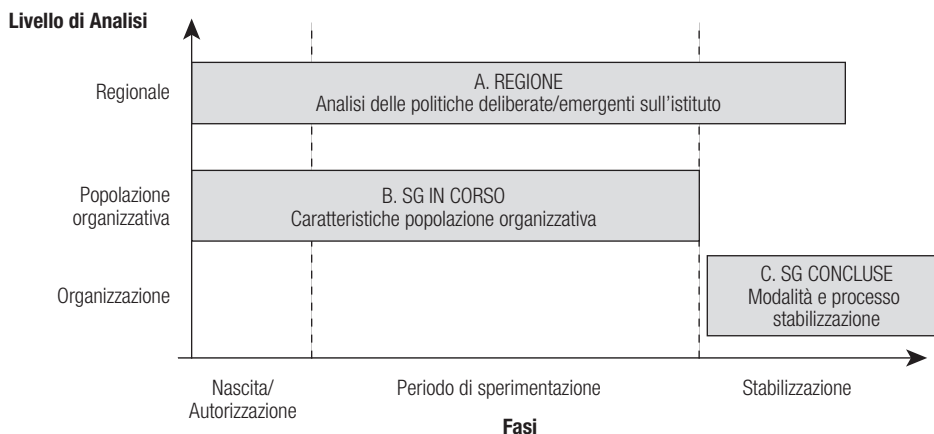 Livello di Analisi
Regionale
A. REGIONE
Analisi delle politiche deliberate/emergenti sull'istituto
Popolazione
organizzativa
B. SG IN CORSO
Caratteristiche popolazione organizzativa
Organizzazione
C. SG CONCLUSE
Modalità e processo
stabilizzazione
Nascita/
Autorizzazione
Periodo di sperimentazione
Stabilizzazione
Fasi